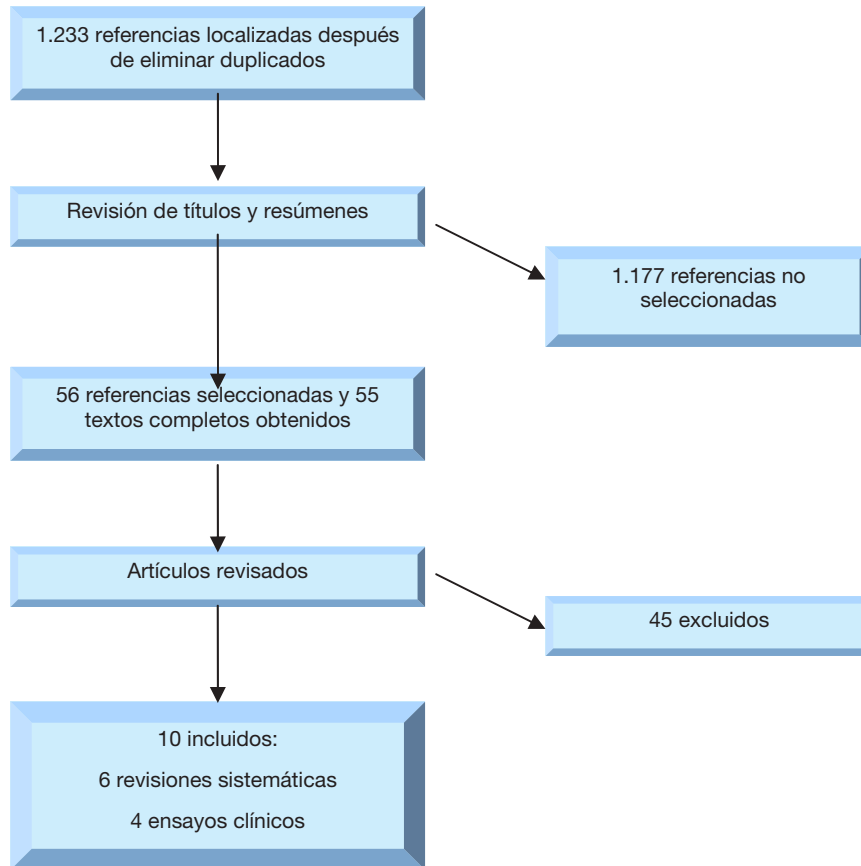 1.233 referencias localizadas después
de eliminar duplicados
Revisión de títulos y resúmenes
1.177 referencias no
seleccionadas
56 referencias seleccionadas y 55
textos completos obtenidos
Artículos revisados
45 excluidos
10 incluidos:
6 revisiones sistemáticas
4 ensayos clínicos